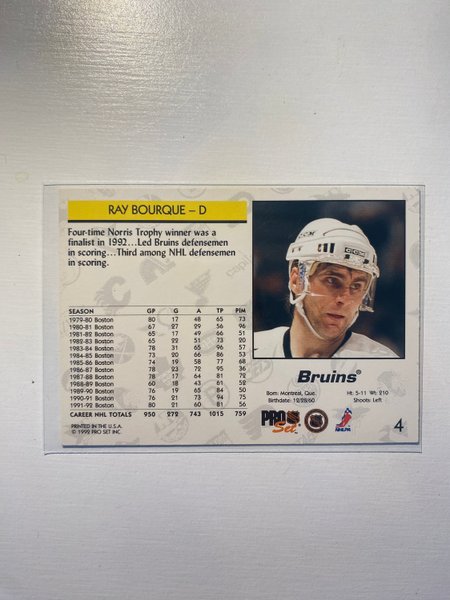 RAY BOURQUE – D
Four-time Norris Trophy winner was a
finalist in 1992...Led Bruins defensemen
in scoring...Third among NHL defensemen
in scoring.
SEASON GP G A TP PIM
1979-80 Boston 80 17 48 65 73
1980-81 Boston 67 27 29 56 96
1981-82 Boston 65 17 49 66 51
1982-83 Boston 65 22 51 73 20
1983-84 Boston 78 31 65 96 57
1984-85 Boston 73 20 66 86 53
1985-86 Boston 74 19 58 77 68
1986-87 Boston 78 23 72 95 36
1987-88 Boston 78 17 64 81 72
1988-89 Boston 60 18 43 61 52
1989-90 Boston 76 19 65 84 50
1990-91 Boston 76 21 73 94 75
1991-92 Boston 80 21 60 81 56
CAREER NHL TOTALS 950 272 743 1015 759
PRINTED IN THE U.S.A.
© 1992 PRO SET INC.
CCM
Bruins®
Born: Montreal, Que. Ht: 5-11 Wt: 210
Birthdate: 12/28/60 Shoots: Left
PRO Set
NHLPA
4